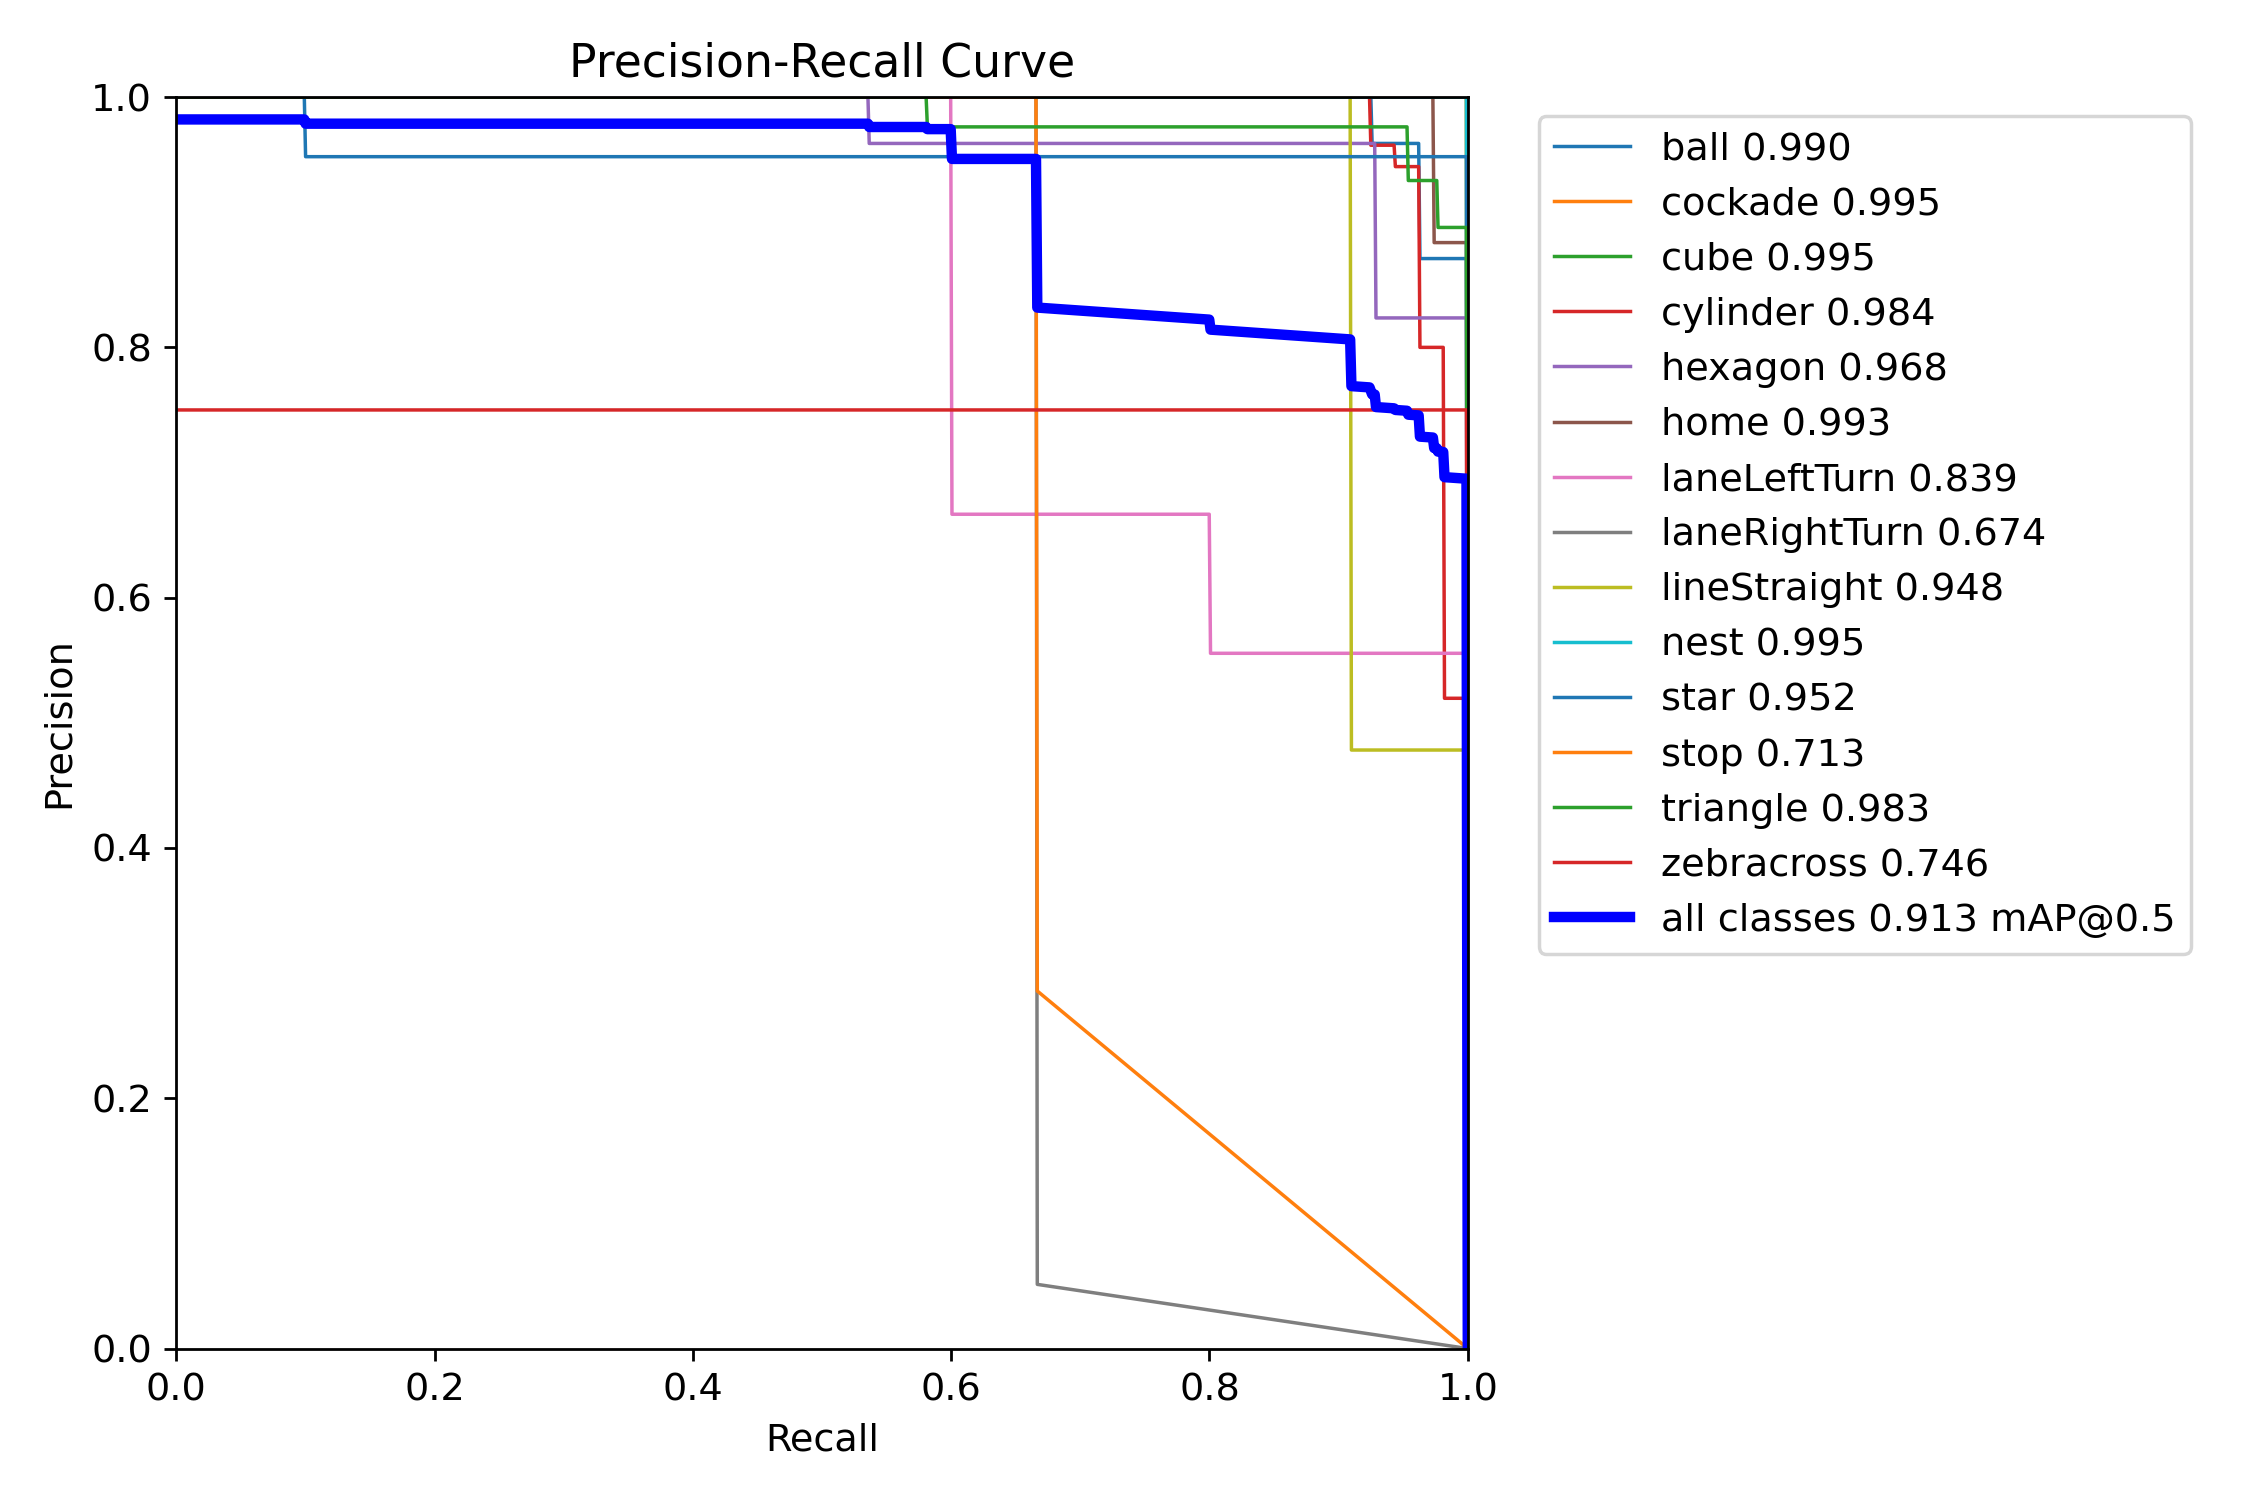 Precision-Recall Curve
1.0
0.8
0.6
0.4
0.2
0.0
Precision
0.0 0.2 0.4 0.6 0.8 1.0
Recall
ball 0.990
cockade 0.995
cube 0.995
cylinder 0.984
hexagon 0.968
home 0.993
laneLeftTurn 0.839
laneRightTurn 0.674
lineStraight 0.948
nest 0.995
star 0.952
stop 0.713
triangle 0.983
zebracross 0.746
all classes 0.913 mAP@0.5